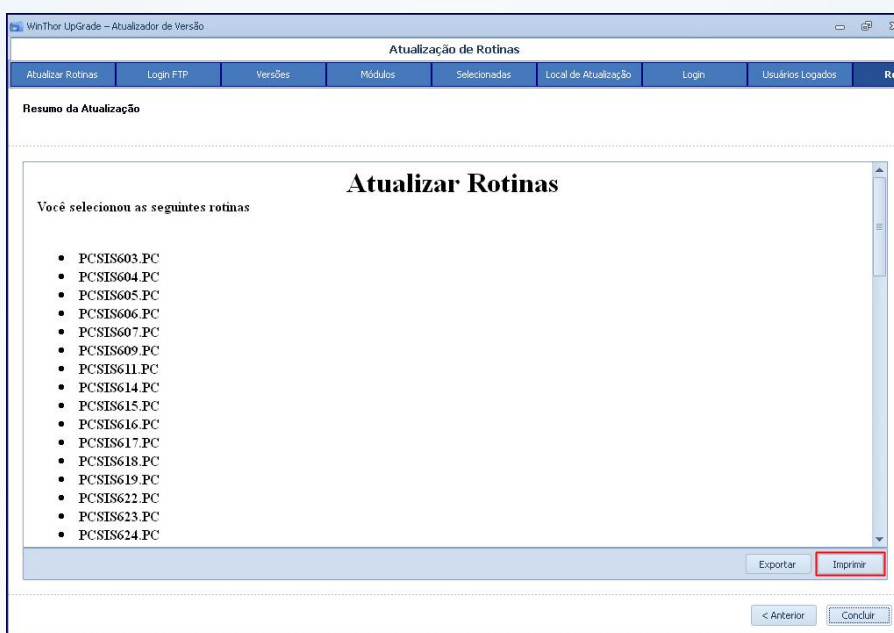 WinThor UpGrade – Atualizador de Versão
Atualização de Rotinas
Atualizar Rotinas Login FTP Versões Módulos Selecionadas Local de Atualização Login Usuários Logados Re
Resumo da Atualização
Atualizar Rotinas
Você selecionou as seguintes rotinas
• PCSIS603.PC
• PCSIS604.PC
• PCSIS605.PC
• PCSIS606.PC
• PCSIS607.PC
• PCSIS609.PC
• PCSIS611.PC
• PCSIS614.PC
• PCSIS615.PC
• PCSIS616.PC
• PCSIS617.PC
• PCSIS618.PC
• PCSIS619.PC
• PCSIS622.PC
• PCSIS623.PC
• PCSIS624.PC
Exportar Imprimir
< Anterior Concluir